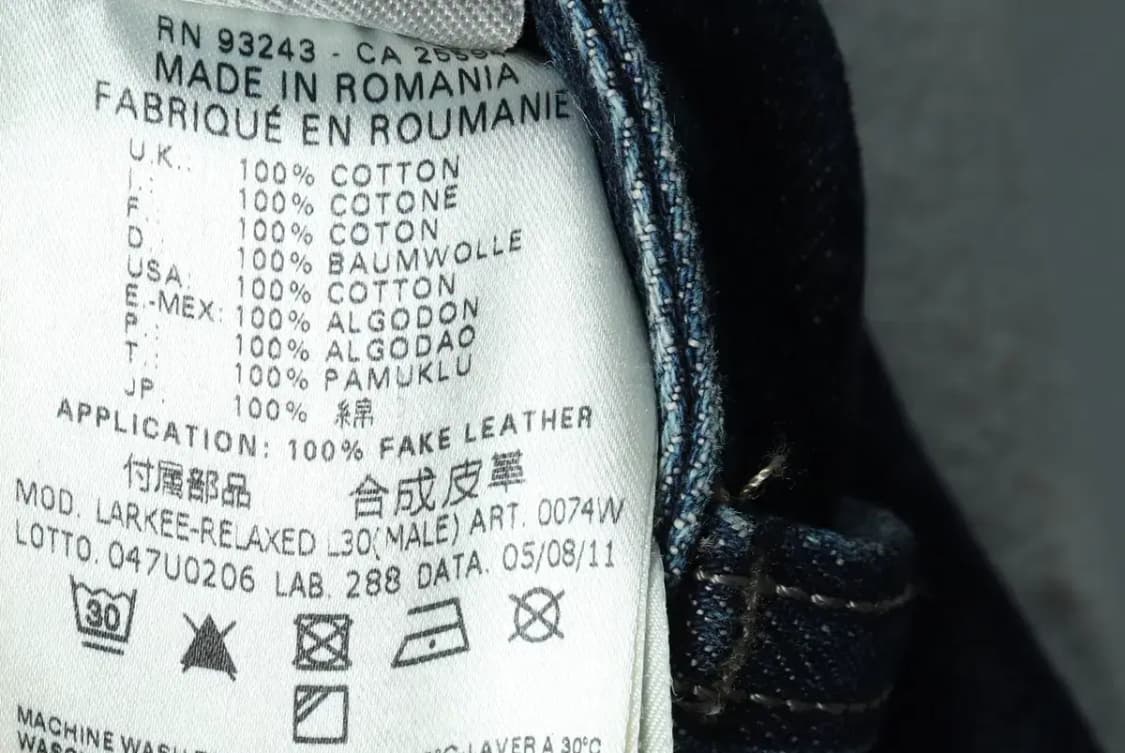 RN 93243 - CA
MADE IN ROMANIA
FABRIQUÉ EN ROUMANIE
U.K.: 100% COTTON
I.: 100% COTONE
F.: 100% COTON
D.: 100% BAUMWOLLE
USA: 100% COTTON
E.-MEX: 100% ALGODON
P.: 100% ALGODAO
T.: 100% PAMUKLU
JP. 100% 綿
APPLICATION: 100% FAKE LEATHER
付属部品 合成皮革
MOD. LARKEE-RELAXED L30(MALE) ART. 0074W
LOTTO. 047U0206 LAB. 288 DATA. 05/08/11
30
MACHINE WASH
LAVER A 30°C